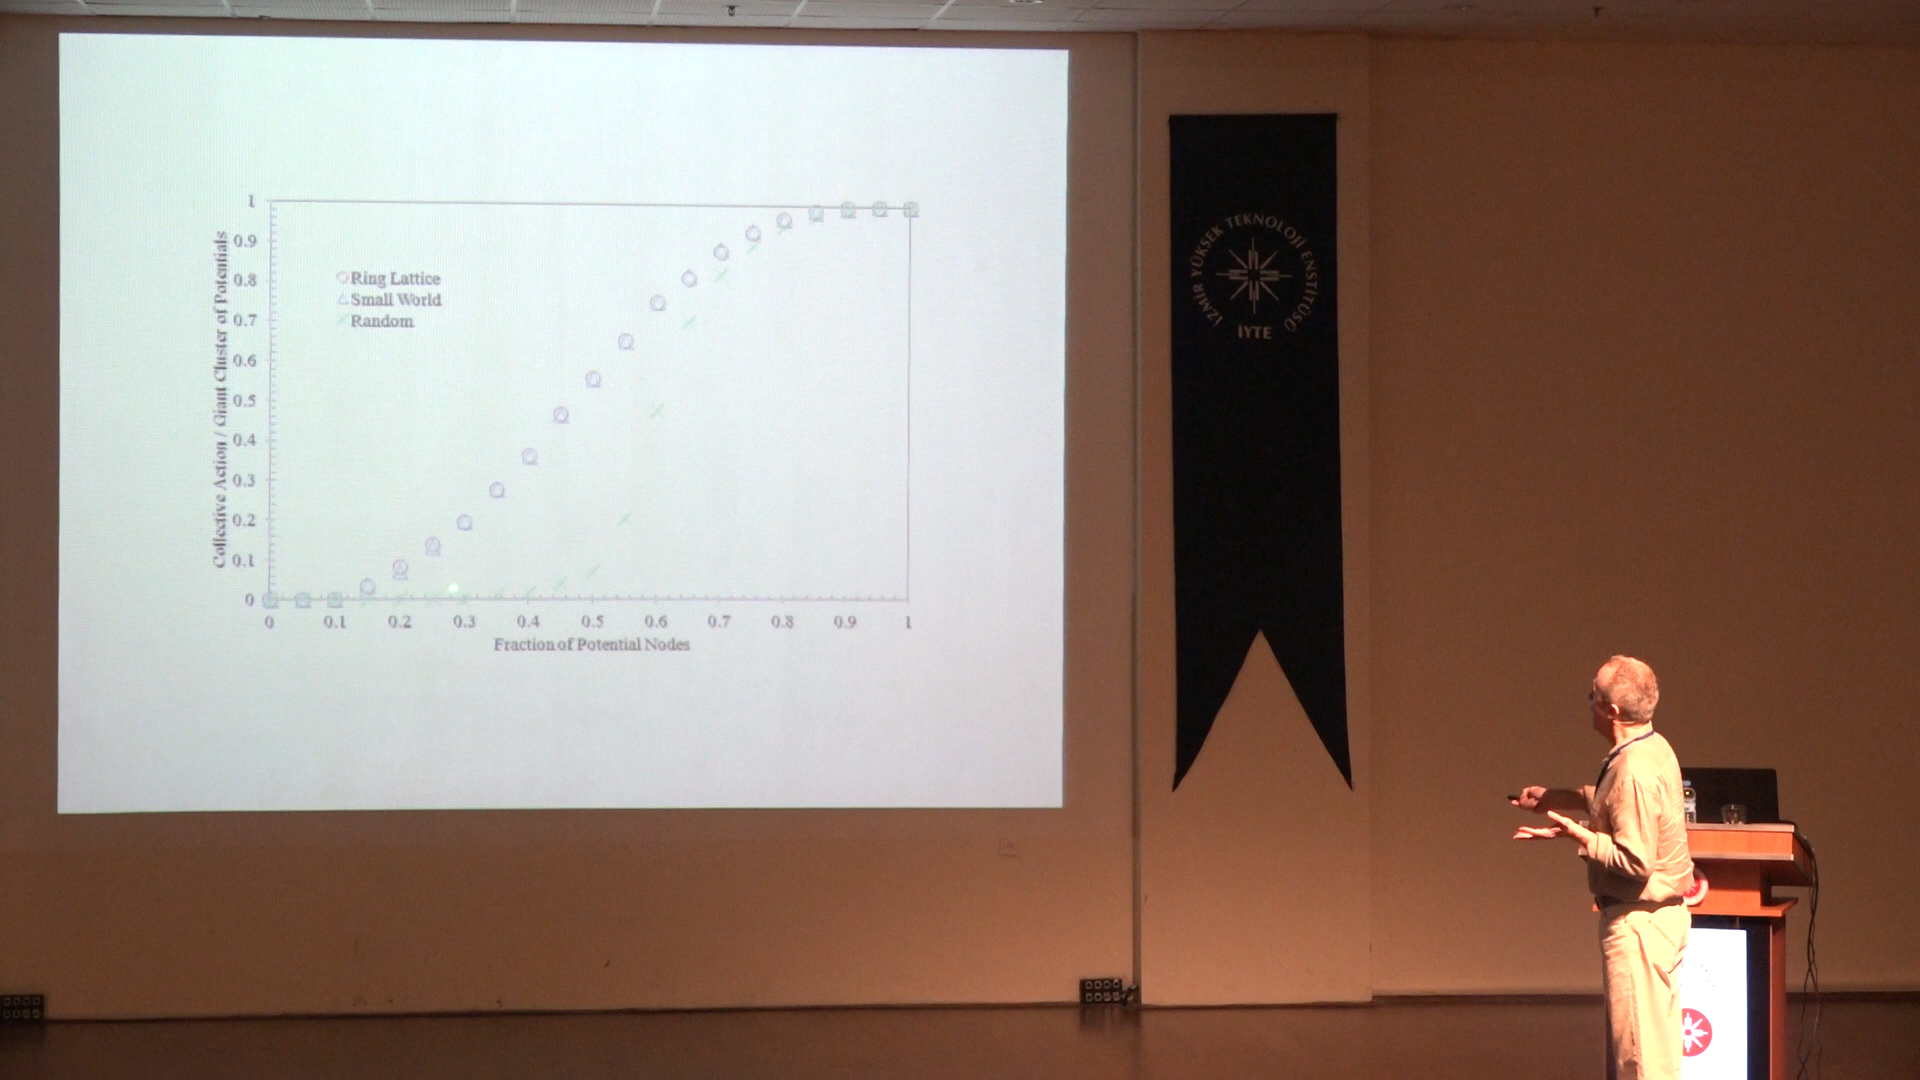 Collective Action / Giant Cluster of Potentials
1
0.9
0.8
0.7
0.6
0.5
0.4
0.3
0.2
0.1
0
Ring Lattice
Small World
Random
0 0.1 0.2 0.3 0.4 0.5 0.6 0.7 0.8 0.9 1
Fraction of Potential Nodes
İZMİR YÜKSEK TEKNOLOJİ ENSTİTÜSÜ
İYTE